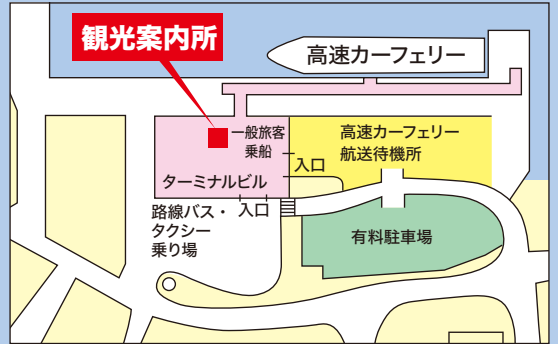 観光案内所
高速カーフェリー
一般旅客
乗船
高速カーフェリー
航送待機所
入口
ターミナルビル
路線バス・
タクシー
乗り場
入口
有料駐車場